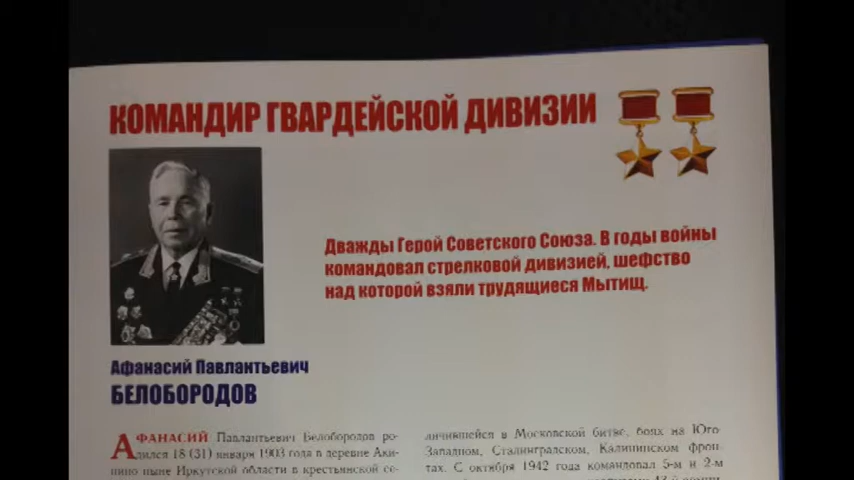 КОМАНДИР ГВАРДЕЙСКОЙ ДИВИЗИИ
Дважды Герой Советского Союза. В годы войны
командовал стрелковой дивизией, шефство
над которой взяли трудящиеся Мытищ.
Афанасий Павлантьевич
БЕЛОБОРОДОВ
АФАНАСИЙ Павлантьевич Белобородов ро-
дился 18 (31) января 1903 года в деревне Аки-
нино ныне Иркутской области в крестьянской се-
личившейся в Московской битве, боях на Юго-
Западном, Сталинградском, Калининском фрон-
тах. С октября 1942 года командовал 5-м и 2-м